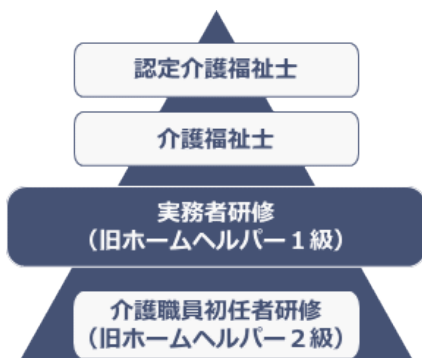 認定介護福祉士
介護福祉士
実務者研修
（旧ホームヘルパー１級）
介護職員初任者研修
（旧ホームヘルパー２級）